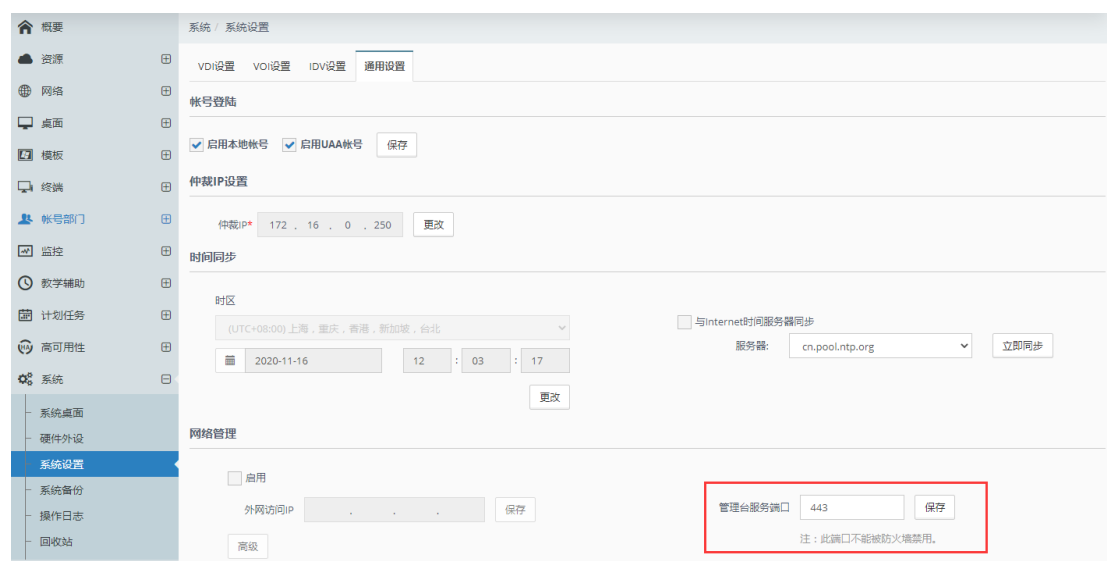 概要
资源
网络
桌面
模板
终端
帐号部门
监控
教学辅助
计划任务
高可用性
系统
系统桌面
硬件外设
系统设置
系统备份
操作日志
回收站
系统 / 系统设置
VDI设置 VOI设置 IDV设置 通用设置
帐号登陆
启用本地帐号 启用UAA帐号 保存
仲裁IP设置
仲裁IP* 172 . 16 . 0 . 250 更改
时间同步
时区
(UTC+08:00) 上海，重庆，香港，新加坡，台北
2020-11-16 12 : 03 : 17
更改
与Internet时间服务器同步
服务器: cn.pool.ntp.org 立即同步
网络管理
启用
外网访问IP . . . 保存
高级
管理台服务端口 443 保存
注：此端口不能被防火墙禁用。